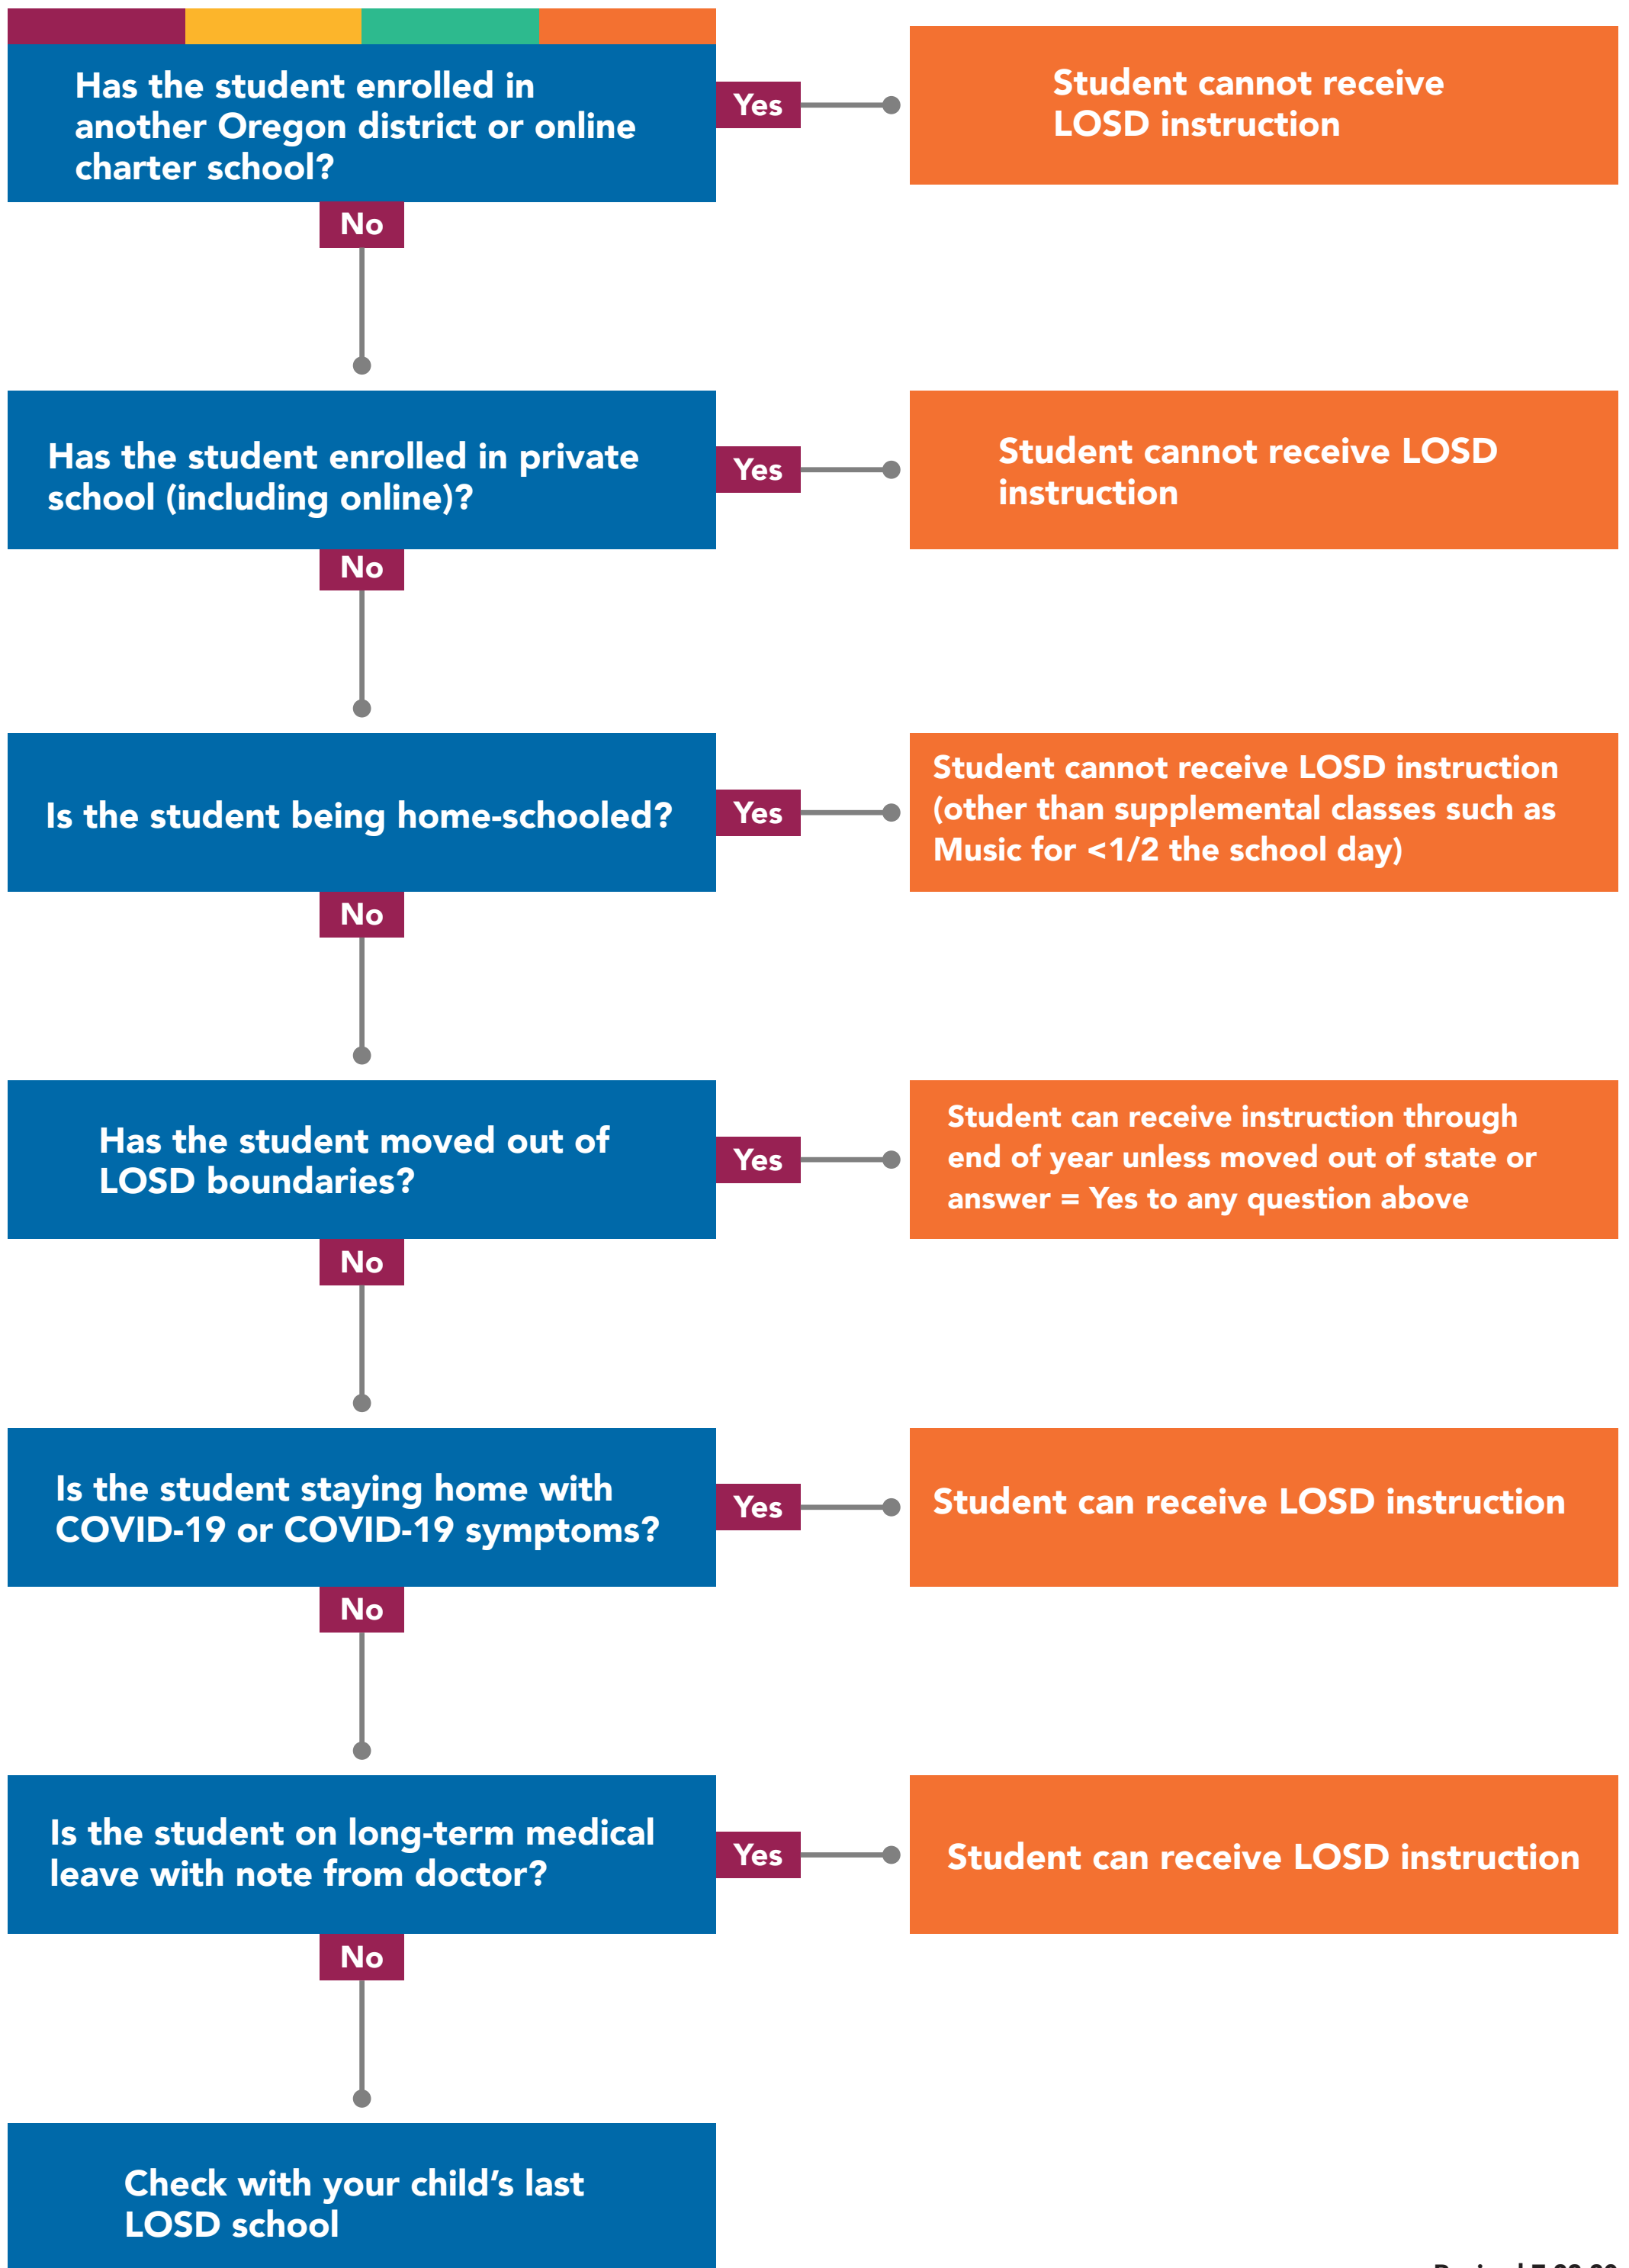 Has the student enrolled in
another Oregon district or online
charter school?
Yes
Student cannot receive
LOSD instruction
No
Has the student enrolled in private
school (including online)?
Yes
Student cannot receive LOSD
instruction
No
Is the student being home-schooled?
Yes
Student cannot receive LOSD instruction
(other than supplemental classes such as
Music for <1/2 the school day)
No
Has the student moved out of
LOSD boundaries?
Yes
Student can receive instruction through
end of year unless moved out of state or
answer = Yes to any question above
No
Is the student staying home with
COVID-19 or COVID-19 symptoms?
Yes
Student can receive LOSD instruction
No
Is the student on long-term medical
leave with note from doctor?
Yes
Student can receive LOSD instruction
No
Check with your child’s last
LOSD school